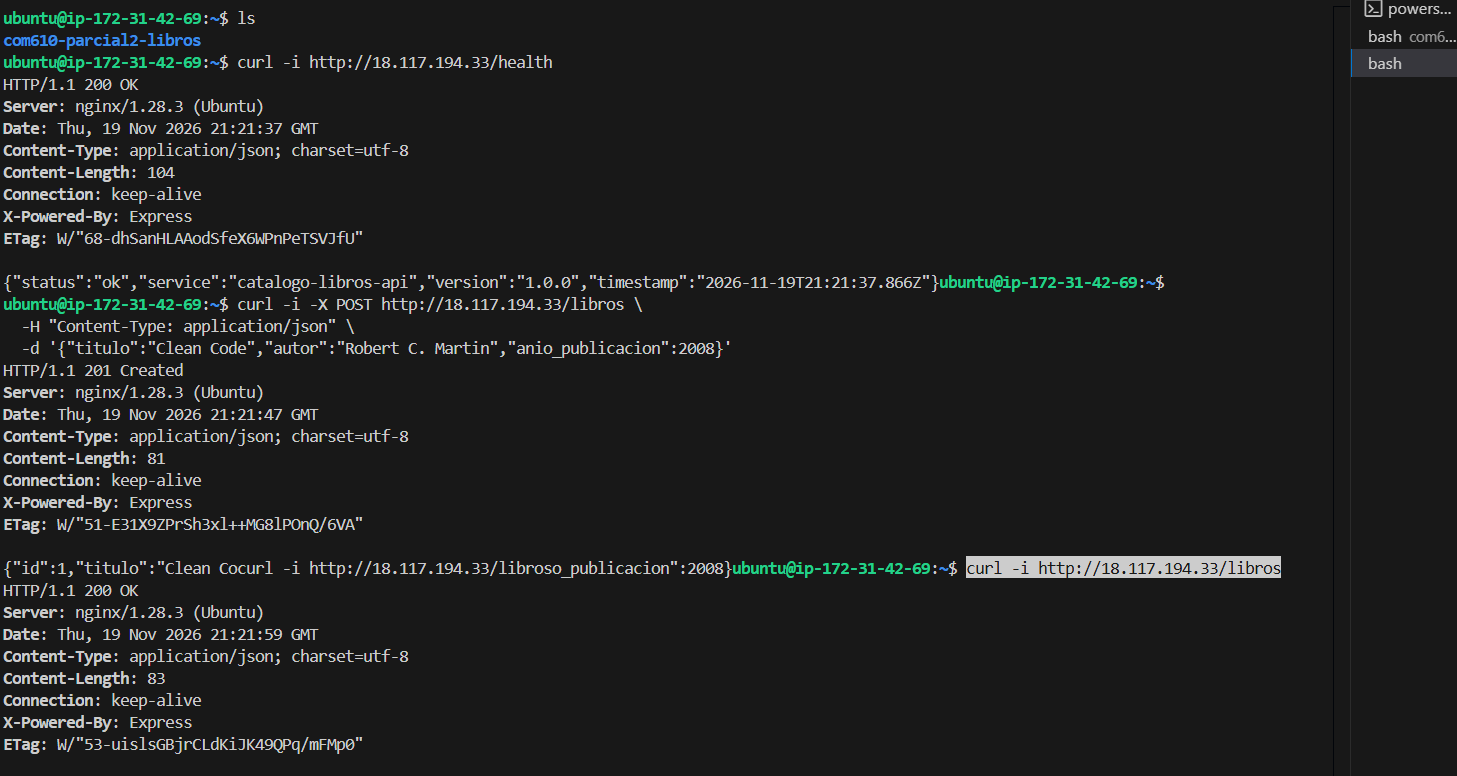 ubuntu@ip-172-31-42-69:~$ ls
com610-parcial2-libros
ubuntu@ip-172-31-42-69:~$ curl -i http://18.117.194.33/health
HTTP/1.1 200 OK
Server: nginx/1.28.3 (Ubuntu)
Date: Thu, 19 Nov 2026 21:21:37 GMT
Content-Type: application/json; charset=utf-8
Content-Length: 104
Connection: keep-alive
X-Powered-By: Express
ETag: W/"68-dhSanHLAAodSfeX6WPnPeTSVJfU"

{"status":"ok","service":"catalogo-libros-api","version":"1.0.0","timestamp":"2026-11-19T21:21:37.866Z"}ubuntu@ip-172-31-42-69:~$
ubuntu@ip-172-31-42-69:~$ curl -i -X POST http://18.117.194.33/libros \
  -H "Content-Type: application/json" \
  -d '{"titulo":"Clean Code","autor":"Robert C. Martin","anio_publicacion":2008}'
HTTP/1.1 201 Created
Server: nginx/1.28.3 (Ubuntu)
Date: Thu, 19 Nov 2026 21:21:47 GMT
Content-Type: application/json; charset=utf-8
Content-Length: 81
Connection: keep-alive
X-Powered-By: Express
ETag: W/"51-E31X9ZPrSh3xl++MG8lPOnQ/6VA"

{"id":1,"titulo":"Clean Cocurl -i http://18.117.194.33/libroso_publicacion":2008}ubuntu@ip-172-31-42-69:~$ curl -i http://18.117.194.33/libros
HTTP/1.1 200 OK
Server: nginx/1.28.3 (Ubuntu)
Date: Thu, 19 Nov 2026 21:21:59 GMT
Content-Type: application/json; charset=utf-8
Content-Length: 83
Connection: keep-alive
X-Powered-By: Express
ETag: W/"53-uislsGBjrCLdKiJK49QPq/mFMp0"
powers...
bash com6...
bash